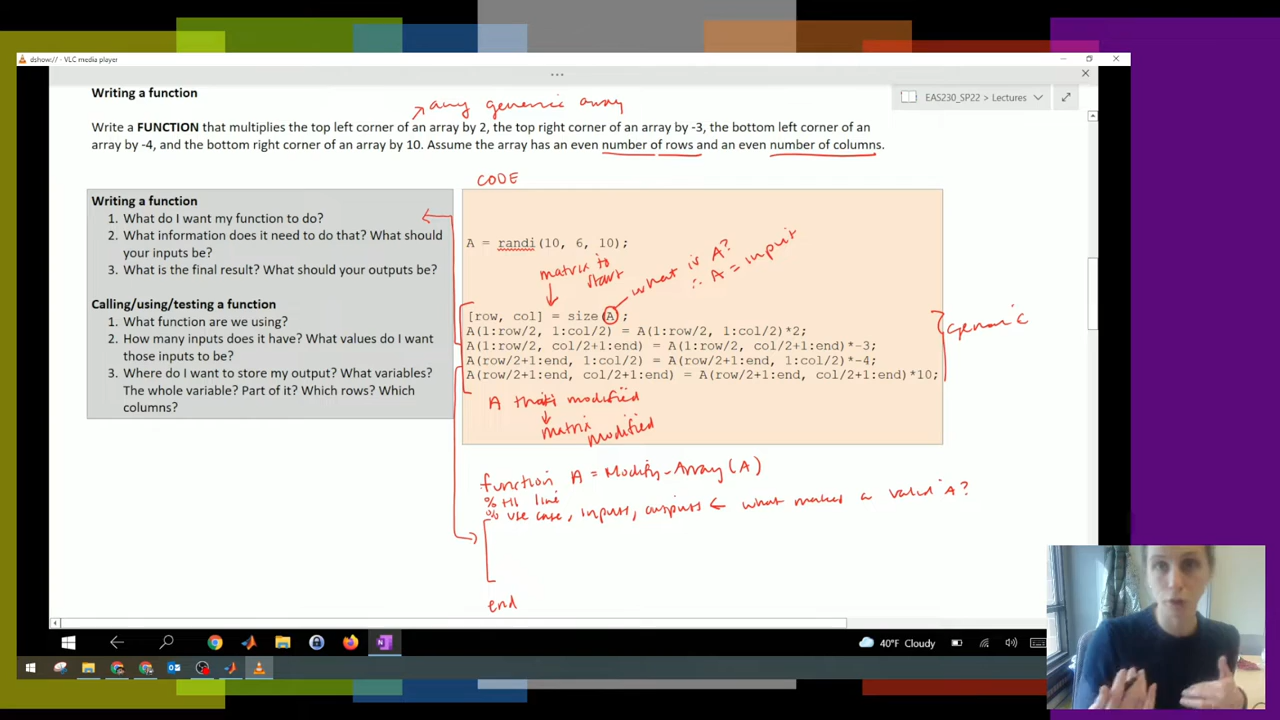 dshow:// - VLC media player
Writing a function
any generic array
EAS230_SP22 > Lectures
Write a FUNCTION that multiplies the top left corner of an array by 2, the top right corner of an array by -3, the bottom left corner of an
array by -4, and the bottom right corner of an array by 10. Assume the array has an even number of rows and an even number of columns.
CODE
Writing a function
1. What do I want my function to do?
2. What information does it need to do that? What should
your inputs be?
3. What is the final result? What should your outputs be?
Calling/using/testing a function
1. What function are we using?
2. How many inputs does it have? What values do I want
those inputs to be?
3. Where do I want to store my output? What variables?
The whole variable? Part of it? Which rows? Which
columns?
A = randi(10, 6, 10);
matrix to
start
what is A?
∴ A = input
[row, col] = size(A);
A(1:row/2, 1:col/2) = A(1:row/2, 1:col/2)*2;
A(1:row/2, col/2+1:end) = A(1:row/2, col/2+1:end)*-3;
A(row/2+1:end, 1:col/2) = A(row/2+1:end, 1:col/2)*-4;
A(row/2+1:end, col/2+1:end) = A(row/2+1:end, col/2+1:end)*10;
generic
A modified
matrix
modified
function A = Modify-Array(A)
% H1 line
% use case, inputs, outputs ← what makes a valid A?
end
40°F Cloudy